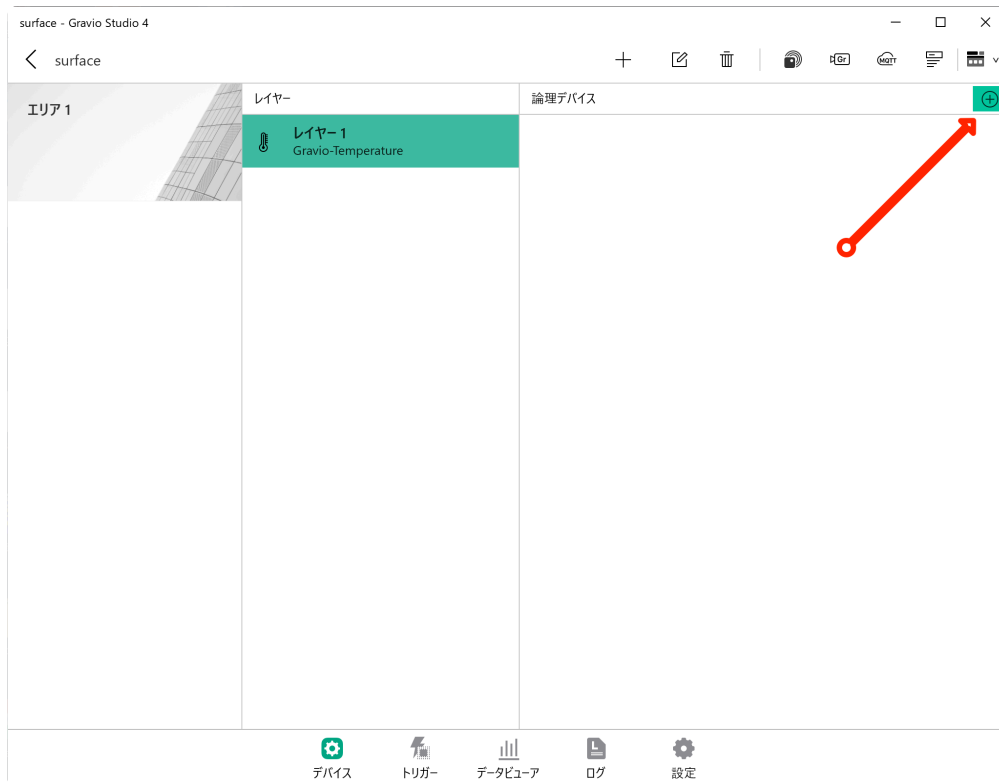 surface - Gravio Studio 4
surface
Gr
MQTT
エリア 1
レイヤー
論理デバイス
レイヤー 1
Gravio-Temperature
デバイス
トリガー
データビューア
ログ
設定